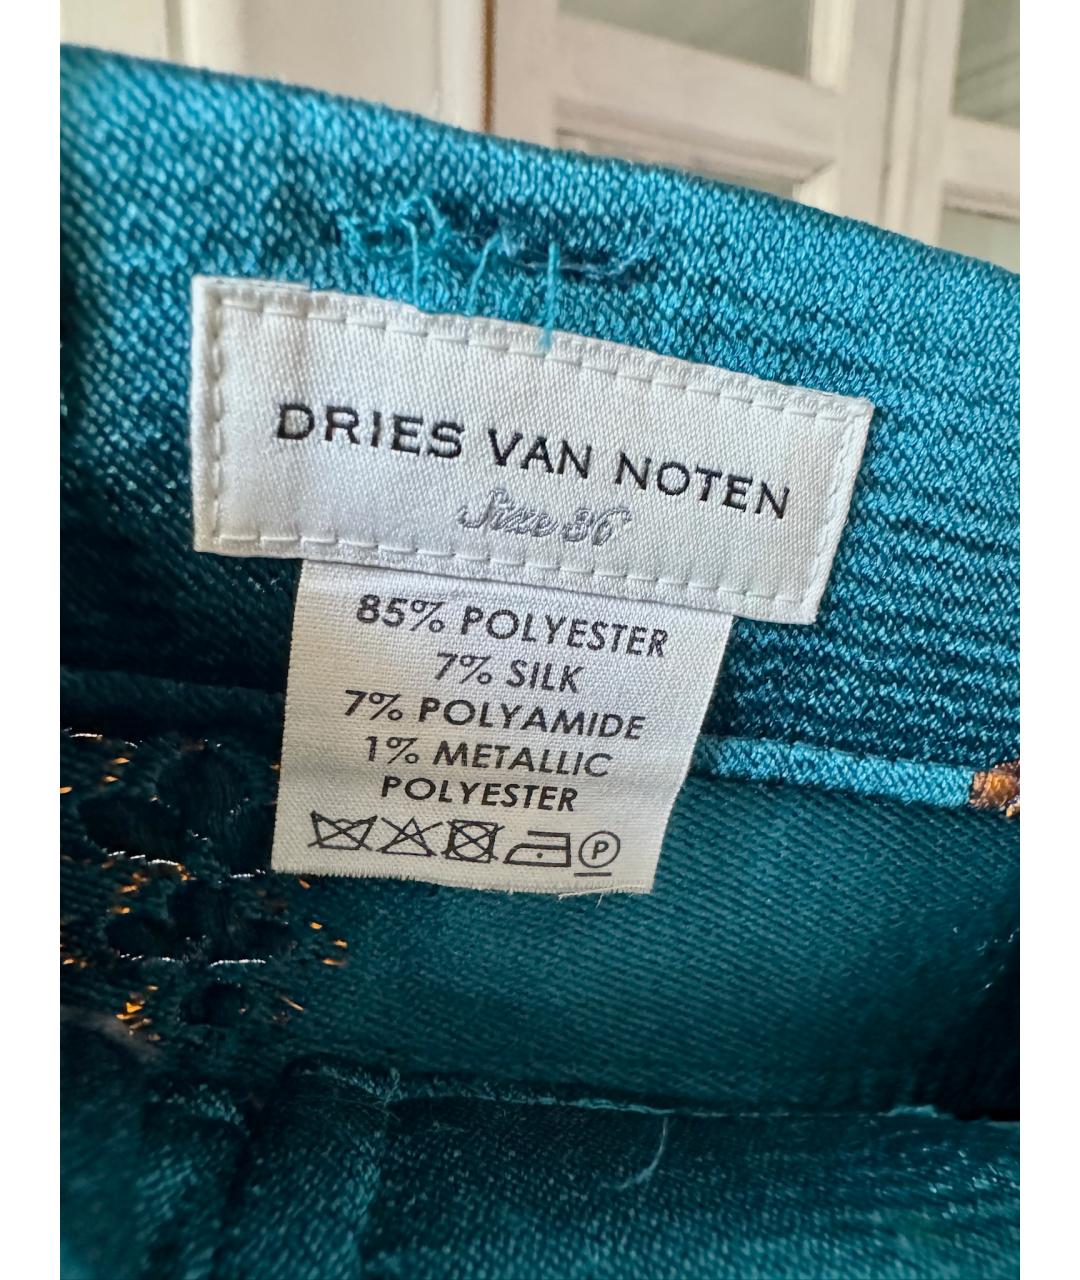 DRIES VAN NOTEN
Size 36
85% POLYESTER
7% SILK
7% POLYAMIDE
1% METALLIC
POLYESTER
P